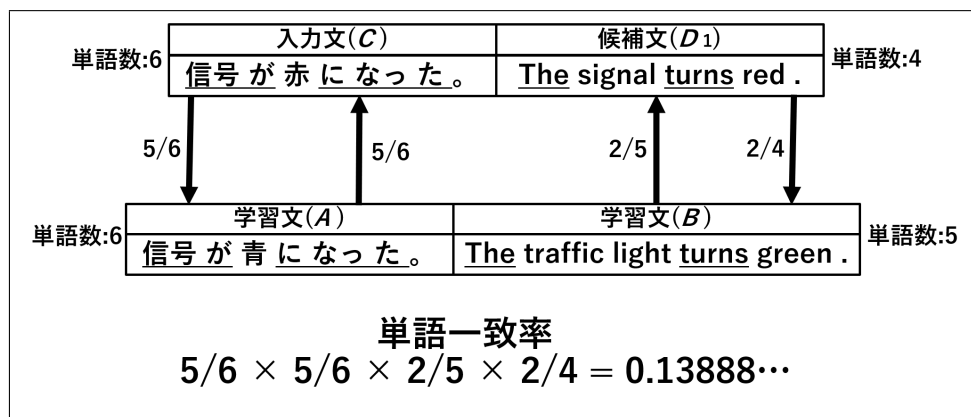 入力文(C) 候補文(D1)
単語数:6 単語数:4
信号 が 赤 に なっ た 。 The signal turns red .
5/6 5/6 2/5 2/4
学習文(A) 学習文(B)
単語数:6 単語数:5
信号 が 青 に なっ た 。 The traffic light turns green .
単語一致率
5/6 × 5/6 × 2/5 × 2/4 = 0.13888…